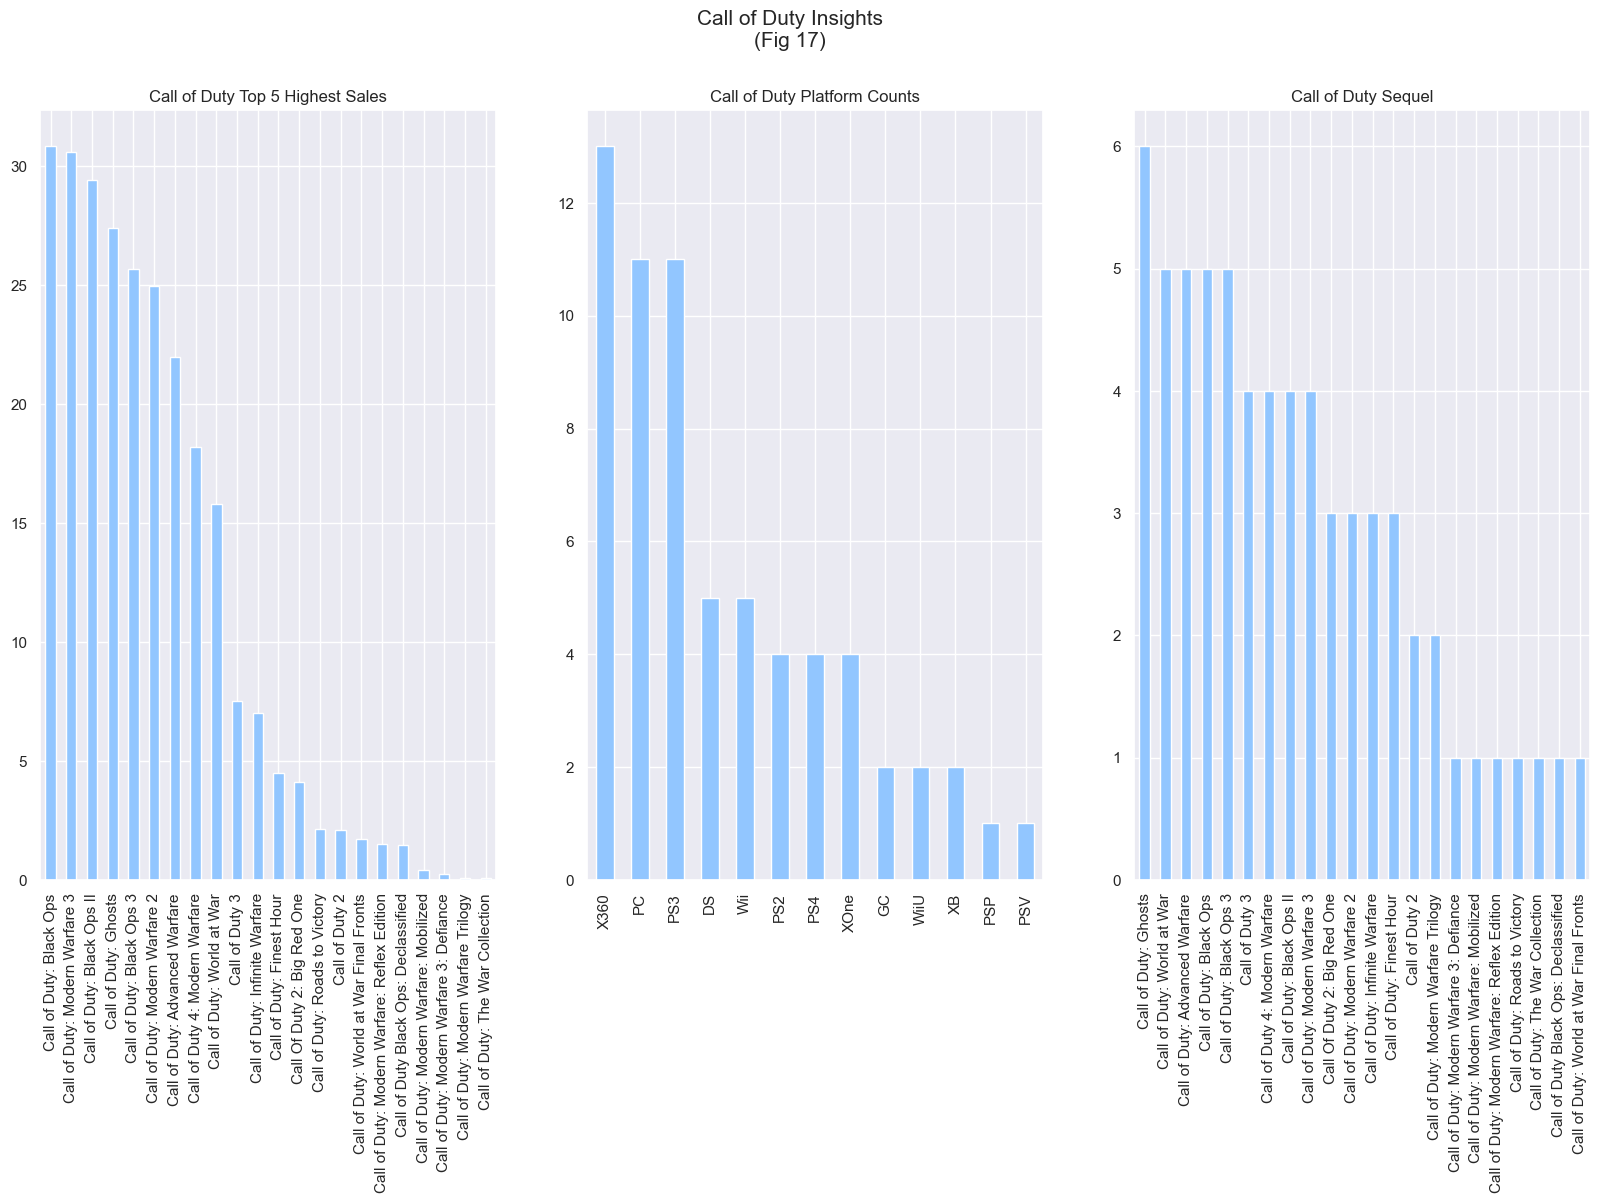 Call of Duty Insights
(Fig 17)
Call of Duty Top 5 Highest Sales
30
25
20
15
10
5
0
Call of Duty: Black Ops
Call of Duty: Modern Warfare 3
Call of Duty: Black Ops II
Call of Duty: Ghosts
Call of Duty: Black Ops 3
Call of Duty: Modern Warfare 2
Call of Duty: Advanced Warfare
Call of Duty 4: Modern Warfare
Call of Duty: World at War
Call of Duty 3
Call of Duty: Infinite Warfare
Call of Duty: Finest Hour
Call Of Duty 2: Big Red One
Call of Duty: Roads to Victory
Call of Duty 2
Call of Duty: World at War Final Fronts
Call of Duty: Modern Warfare: Reflex Edition
Call of Duty Black Ops: Declassified
Call of Duty: Modern Warfare: Mobilized
Call of Duty: Modern Warfare 3: Defiance
Call of Duty: Modern Warfare Trilogy
Call of Duty: The War Collection
Call of Duty Platform Counts
12
10
8
6
4
2
0
X360
PC
PS3
DS
Wii
PS2
PS4
XOne
GC
WiiU
XB
PSP
PSV
Call of Duty Sequel
6
5
4
3
2
1
0
Call of Duty: Ghosts
Call of Duty: World at War
Call of Duty: Advanced Warfare
Call of Duty: Black Ops
Call of Duty: Black Ops 3
Call of Duty 3
Call of Duty 4: Modern Warfare
Call of Duty: Black Ops II
Call of Duty: Modern Warfare 3
Call Of Duty 2: Big Red One
Call of Duty: Modern Warfare 2
Call of Duty: Infinite Warfare
Call of Duty: Finest Hour
Call of Duty 2
Call of Duty: Modern Warfare Trilogy
Call of Duty: Modern Warfare 3: Defiance
Call of Duty: Modern Warfare: Mobilized
Call of Duty: Modern Warfare: Reflex Edition
Call of Duty: Roads to Victory
Call of Duty: The War Collection
Call of Duty Black Ops: Declassified
Call of Duty: World at War Final Fronts